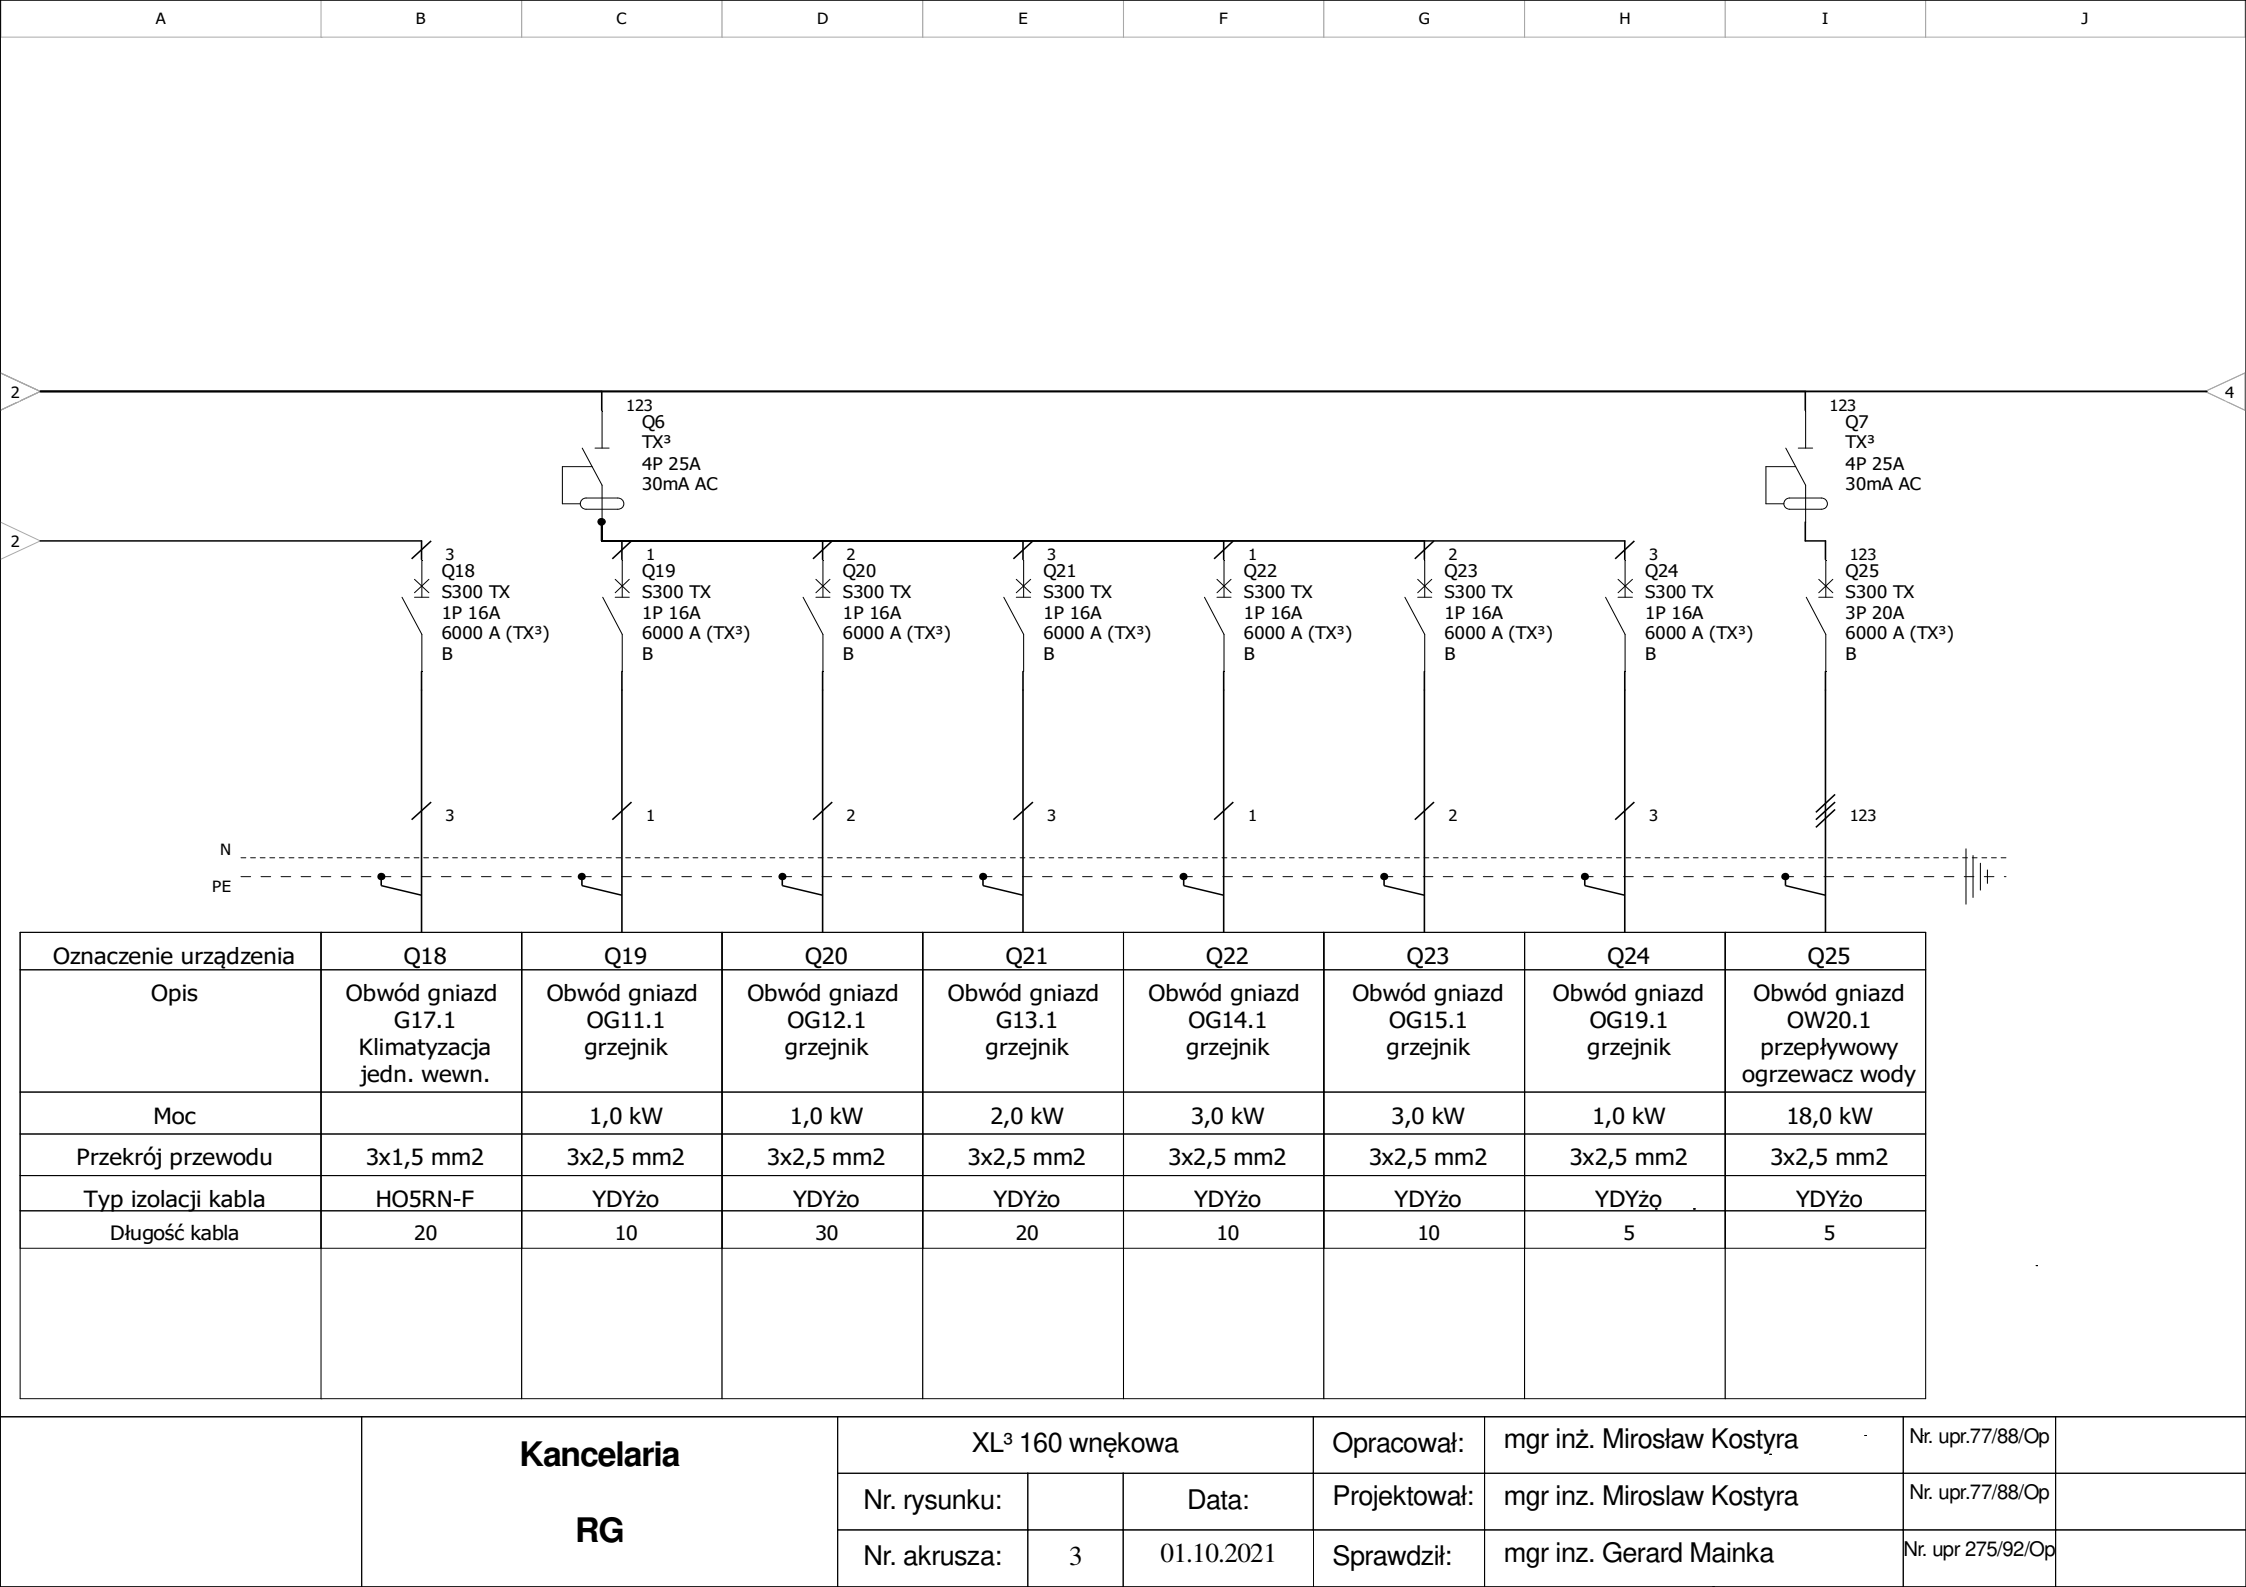 A B C D E F G H I J
2 4
123 123
Q6 Q7
TX³ TX³
4P 25A 4P 25A
30mA AC 30mA AC
2
3 1 2 3 1 2 3 123
Q18 Q19 Q20 Q21 Q22 Q23 Q24 Q25
S300 TX S300 TX S300 TX S300 TX S300 TX S300 TX S300 TX S300 TX
1P 16A 1P 16A 1P 16A 1P 16A 1P 16A 1P 16A 1P 16A 3P 20A
6000 A (TX³) 6000 A (TX³) 6000 A (TX³) 6000 A (TX³) 6000 A (TX³) 6000 A (TX³) 6000 A (TX³) 6000 A (TX³)
B B B B B B B B
3 1 2 3 1 2 3 123
N
PE
Oznaczenie urządzenia Q18 Q19 Q20 Q21 Q22 Q23 Q24 Q25
Opis Obwód gniazd Obwód gniazd Obwód gniazd Obwód gniazd Obwód gniazd Obwód gniazd Obwód gniazd Obwód gniazd
G17.1 OG11.1 OG12.1 G13.1 OG14.1 OG15.1 OG19.1 OW20.1
Klimatyzacja grzejnik grzejnik grzejnik grzejnik grzejnik grzejnik przepływowy
jedn. wewn. ogrzewacz wody
Moc 1,0 kW 1,0 kW 2,0 kW 3,0 kW 3,0 kW 1,0 kW 18,0 kW
Przekrój przewodu 3x1,5 mm2 3x2,5 mm2 3x2,5 mm2 3x2,5 mm2 3x2,5 mm2 3x2,5 mm2 3x2,5 mm2 3x2,5 mm2
Typ izolacji kabla HO5RN-F YDYżo YDYżo YDYżo YDYżo YDYżo YDYżo YDYżo
Długość kabla 20 10 30 20 10 10 5 5
Kancelaria
RG
XL³ 160 wnękowa
Nr. rysunku: Data:
Nr. akrusza: 3 01.10.2021
Opracował: mgr inż. Mirosław Kostyra Nr. upr.77/88/Op
Projektował: mgr inz. Miroslaw Kostyra Nr. upr.77/88/Op
Sprawdził: mgr inz. Gerard Mainka Nr. upr 275/92/Op